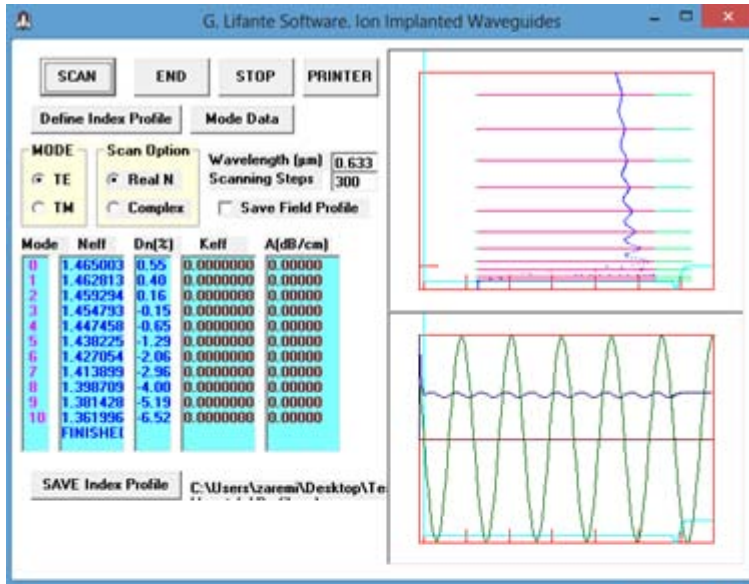 G. Lifante Software. Ion Implanted Waveguides
SCAN END STOP PRINTER
Define Index Profile Mode Data
MODE Scan Option
TE Real N
TM Complex
Wavelength (µm) 0.633
Scanning Steps 300
Save Field Profile
Mode Neff Dn(%) Keff A(dB/cm)
0 1.465003 0.55 0.0000000 0.00000
1 1.462813 0.40 0.0000000 0.00000
2 1.459294 0.16 0.0000000 0.00000
3 1.454793 -0.15 0.0000000 0.00000
4 1.447458 -0.65 0.0000000 0.00000
5 1.438225 -1.29 0.0000000 0.00000
6 1.427054 -2.06 0.0000000 0.00000
7 1.413899 -2.96 0.0000000 0.00000
8 1.398709 -4.00 0.0000000 0.00000
9 1.381428 -5.19 0.0000000 0.00000
10 1.361996 -6.52 0.0000000 0.00000
SAVE Index Profile C:\Users\zaremi\Desktop\Te